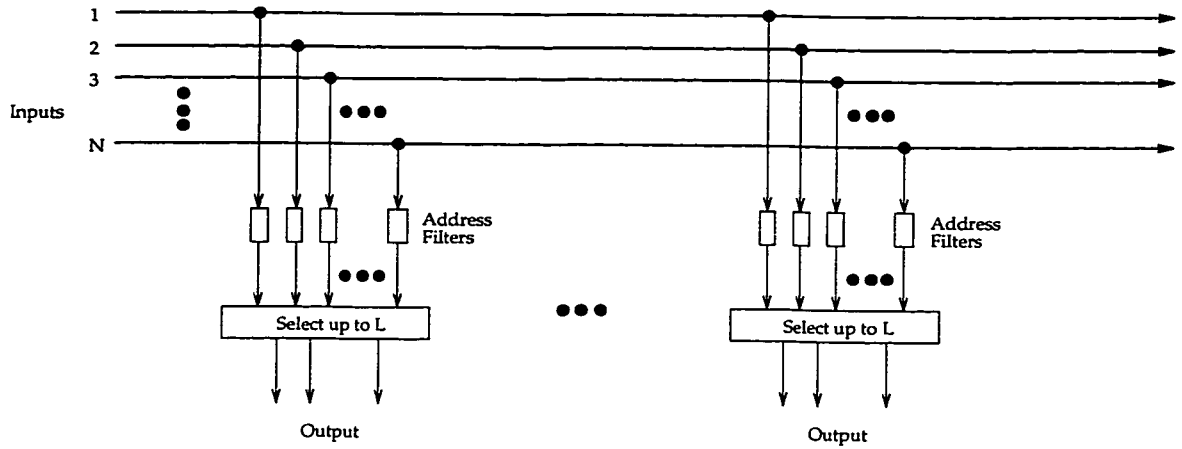 1
2
3
Inputs
N
Address
Filters
Address
Filters
Select up to L
Select up to L
Output
Output